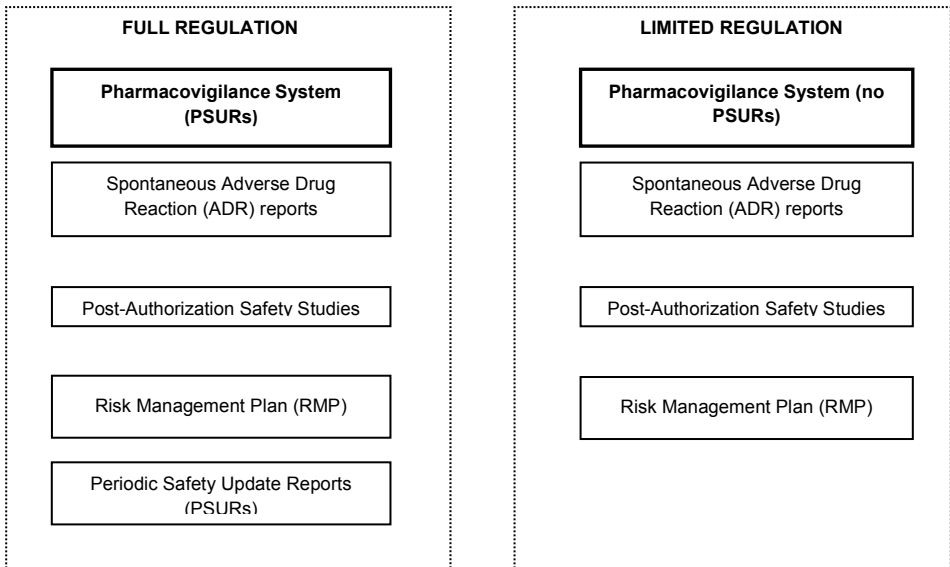 FULL REGULATION
Pharmacovigilance System
(PSURs)
Spontaneous Adverse Drug
Reaction (ADR) reports
Post-Authorization Safety Studies
Risk Management Plan (RMP)
Periodic Safety Update Reports
(PSURs)
LIMITED REGULATION
Pharmacovigilance System (no
PSURs)
Spontaneous Adverse Drug
Reaction (ADR) reports
Post-Authorization Safety Studies
Risk Management Plan (RMP)